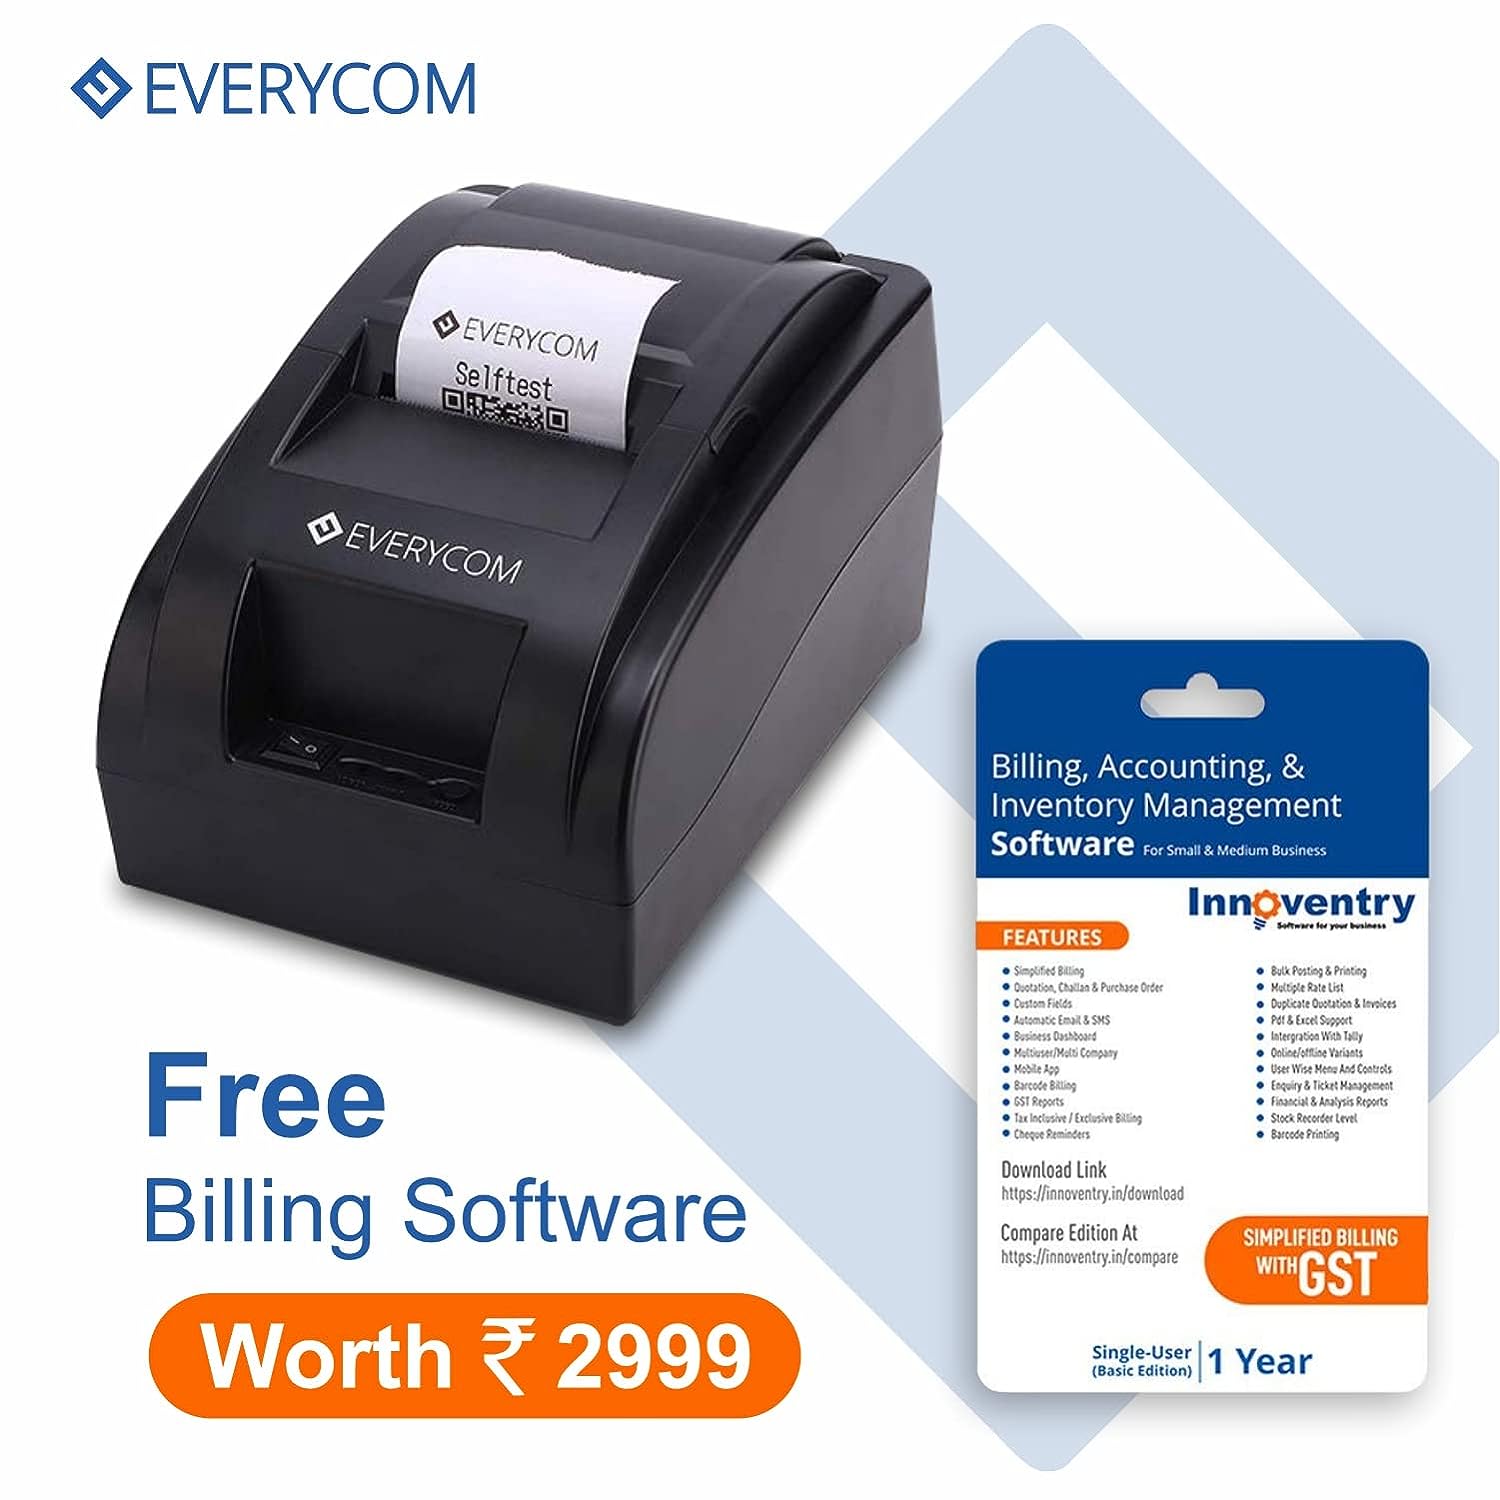 EVERYCOM
EVERYCOM
Selftest
EVERYCOM
Free
Billing Software
Worth ₹ 2999
Billing, Accounting, &
Inventory Management
Software For Small & Medium Business
Innoventry
Software for your business
FEATURES
Simplified Billing
Quotation, Challan & Purchase Order
Custom Fields
Automatic Email & SMS
Business Dashboard
Multiuser/Multi Company
Mobile App
Barcode Billing
GST Reports
Tax Inclusive / Exclusive Billing
Cheque Reminders
Bulk Posting & Printing
Multiple Rate List
Duplicate Quotation & Invoices
Pdf & Excel Support
Intergration With Tally
Online/offline Variants
User Wise Menu And Controls
Enquiry & Ticket Management
Financial & Analysis Reports
Stock Recorder Level
Barcode Printing
Download Link
https://innoventry.in/download
Compare Edition At
https://innoventry.in/compare
SIMPLIFIED BILLING
WITH GST
Single-User
(Basic Edition)
1 Year